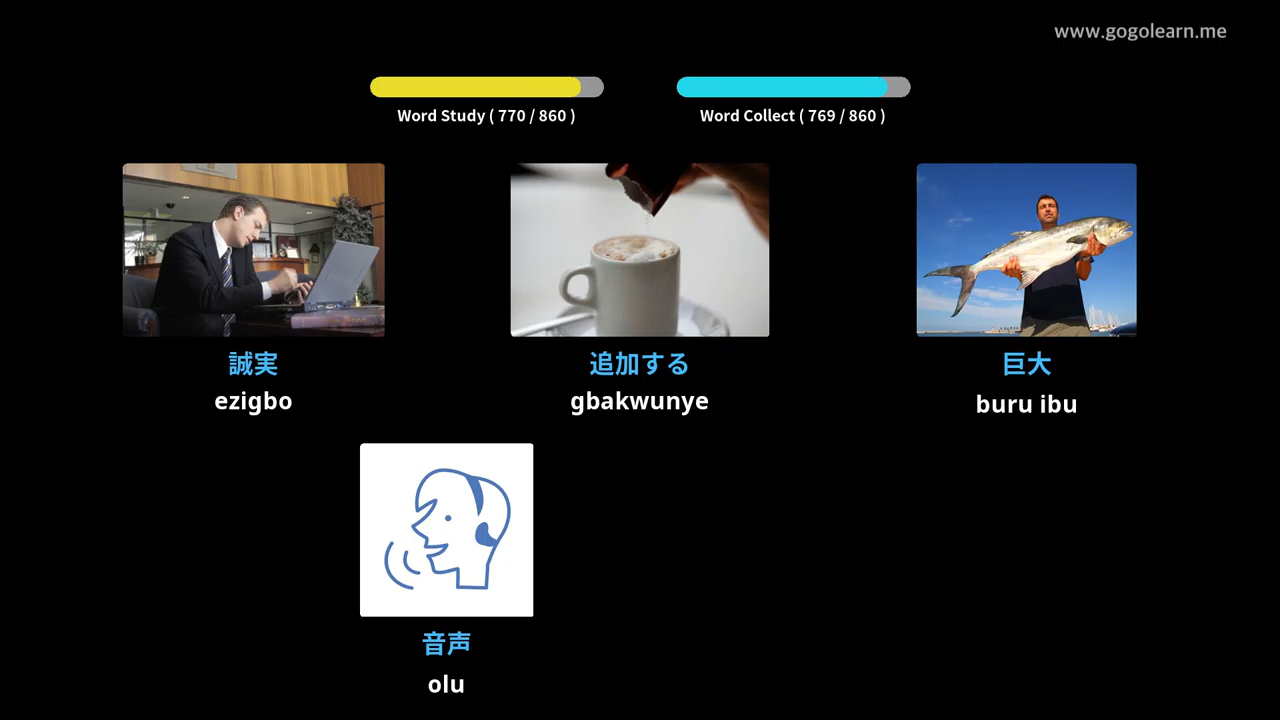 www.gogolearn.me
Word Study ( 770 / 860 )
Word Collect ( 769 / 860 )
誠実
ezigbo
追加する
gbakwunye
巨大
buru ibu
音声
olu